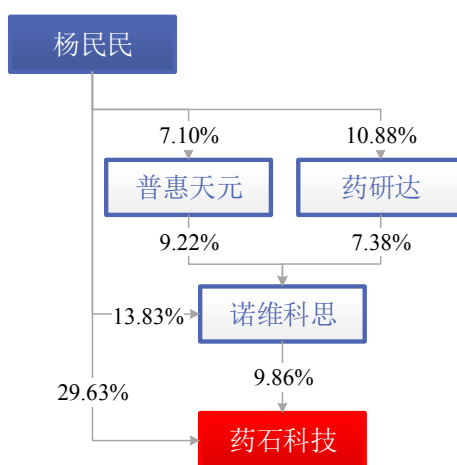 杨民民
7.10%
10.88%
普惠天元
药研达
9.22%
7.38%
诺维科思
13.83%
9.86%
29.63%
药石科技